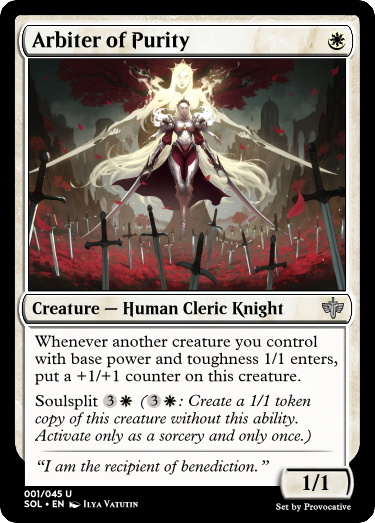 Arbiter of Purity
Creature — Human Cleric Knight
Whenever another creature you control
with base power and toughness 1/1 enters,
put a +1/+1 counter on this creature.
Soulsplit 3 (3: Create a 1/1 token
copy of this creature without this ability.
Activate only as a sorcery and only once.)
“I am the recipient of benediction.”
1/1
001/045 U
SOL • EN Ilya Vatutin
Set by Provocative